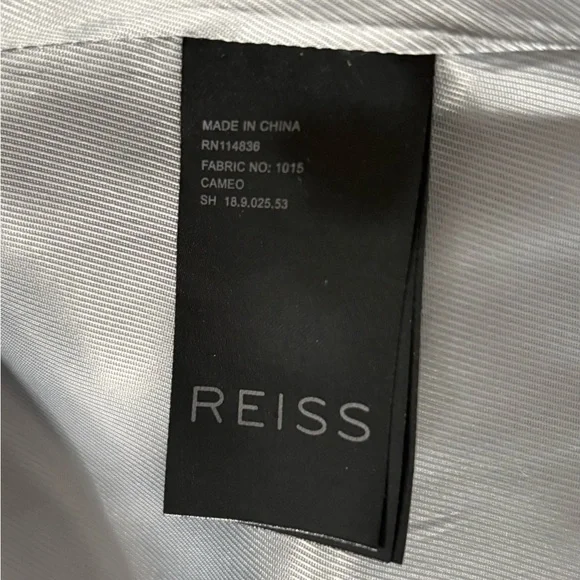 MADE IN CHINA
RN114836
FABRIC NO: 1015
CAMEO
SH 18.9.025.53
REISS